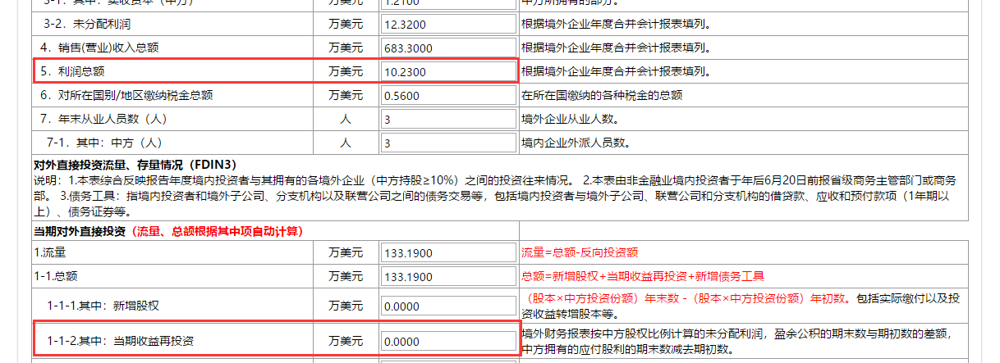 3-1．其中：实收资本（中方） 万美元 1.2100 中方所拥有的部分。
3-2．未分配利润 万美元 12.3200 根据境外企业年度合并会计报表填列。
4．销售(营业)收入总额 万美元 683.3000 根据境外企业年度合并会计报表填列。
5．利润总额 万美元 10.2300 根据境外企业年度合并会计报表填列。
6．对所在国别/地区缴纳税金总额 万美元 0.5600 在所在国缴纳的各种税金的总额
7．年末从业人员数（人） 人 3 境外企业从业人数。
7-1．其中：中方（人） 人 3 境内企业外派人员数。
对外直接投资流量、存量情况（FDIN3）
说明：1.本表综合反映报告年度境内投资者与其拥有的各境外企业（中方持股≥10%）之间的投资往来情况。 2.本表由非金融业境内投资者于年后6月20日前报省级商务主管部门或商务
部。 3.债务工具：指境内投资者和境外子公司、分支机构以及联营公司之间的债务交易等，包括境内投资者与境外子公司、联营公司和分支机构的借贷款、应收和预付款项（1年期以
上）、债务证券等。
当期对外直接投资（流量、总额根据其中项自动计算）
1.流量 万美元 133.1900 流量=总额-反向投资额
1-1.总额 万美元 133.1900 总额=新增股权+当期收益再投资+新增债务工具
1-1-1.其中：新增股权 万美元 0.0000 （股本×中方投资份额）年末数 -（股本×中方投资份额）年初数。包括实际缴付以及投
资收益转增股本等。
1-1-2.其中：当期收益再投资 万美元 0.0000 境外财务报表按中方股权比例计算的未分配利润，盈余公积的期末数与期初数的差额，
中方拥有的应付股利的期末数减去期初数。